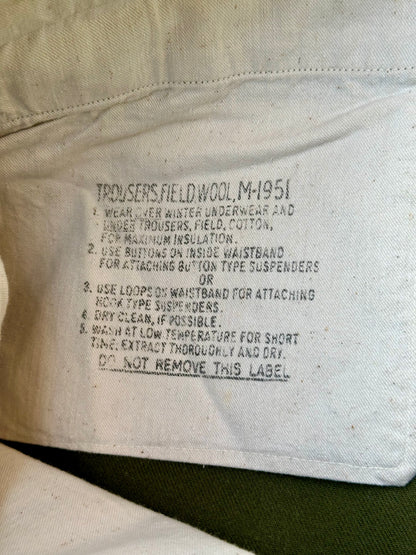 TROUSERS, FIELD, WOOL, M-1951
1. WEAR OVER WINTER UNDERWEAR AND
UNDER TROUSERS, FIELD, COTTON,
FOR MAXIMUM INSULATION.
2. USE BUTTONS ON INSIDE WAISTBAND
FOR ATTACHING BUTTON TYPE SUSPENDERS
OR
3. USE LOOPS ON WAISTBAND FOR ATTACHING
HOOK TYPE SUSPENDERS.
4. DRY CLEAN, IF POSSIBLE.
5. WASH AT LOW TEMPERATURE FOR SHORT
TIME. EXTRACT THOROUGHLY AND DRY.
DO NOT REMOVE THIS LABEL